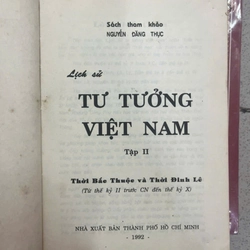 Sách tham khảo
NGUYỄN ĐĂNG THỤC
Lịch sử
TƯ TƯỞNG
VIỆT NAM
Tập II
Thời Bắc Thuộc và Thời Đinh Lê
(Từ thế kỷ II trước CN đến thế kỷ X)
NHÀ XUẤT BẢN THÀNH PHỐ HỒ CHÍ MINH
- 1992 -